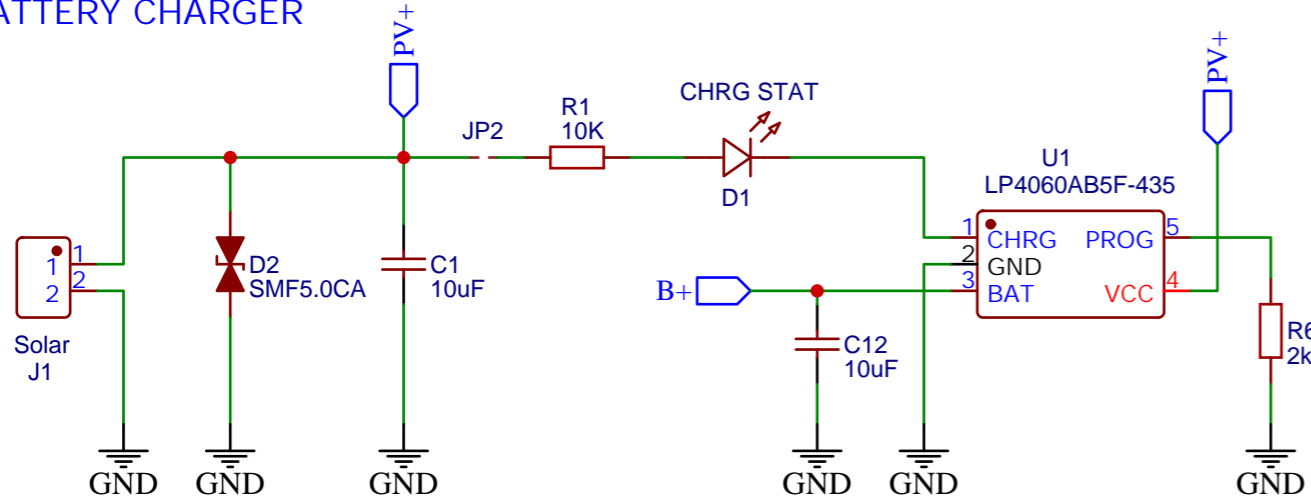 ATTERY CHARGER
PV+
PV+
CHRG STAT
R1
10K
JP2
D1
U1
LP4060AB5F-435
1
CHRG
PROG
5
2
GND
3
BAT
VCC
4
1
1
2
2
D2
SMF5.0CA
C1
10uF
B+
C12
10uF
R6
2k
Solar
J1
GND
GND
GND
GND
GND
GND